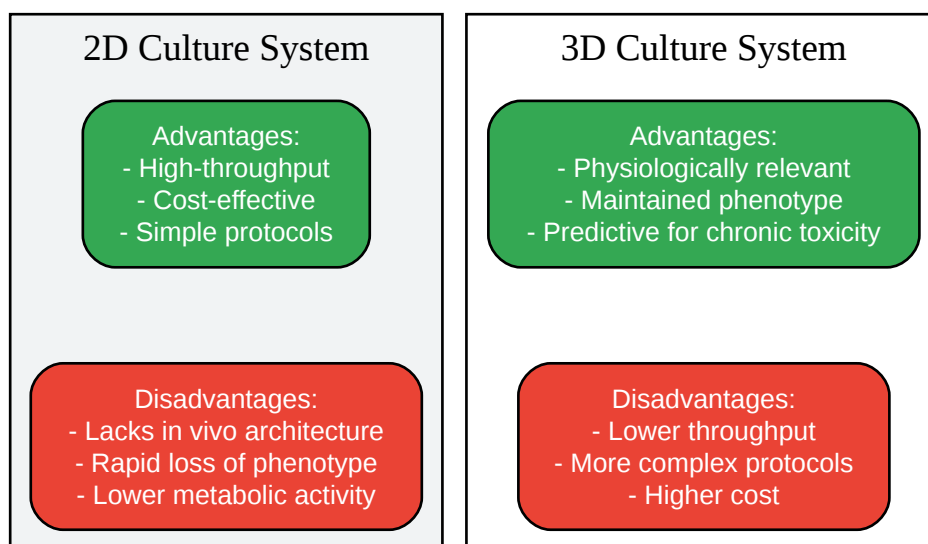 2D Culture System
Advantages:
- High-throughput
- Cost-effective
- Simple protocols
Disadvantages:
- Lacks in vivo architecture
- Rapid loss of phenotype
- Lower metabolic activity
3D Culture System
Advantages:
- Physiologically relevant
- Maintained phenotype
- Predictive for chronic toxicity
Disadvantages:
- Lower throughput
- More complex protocols
- Higher cost